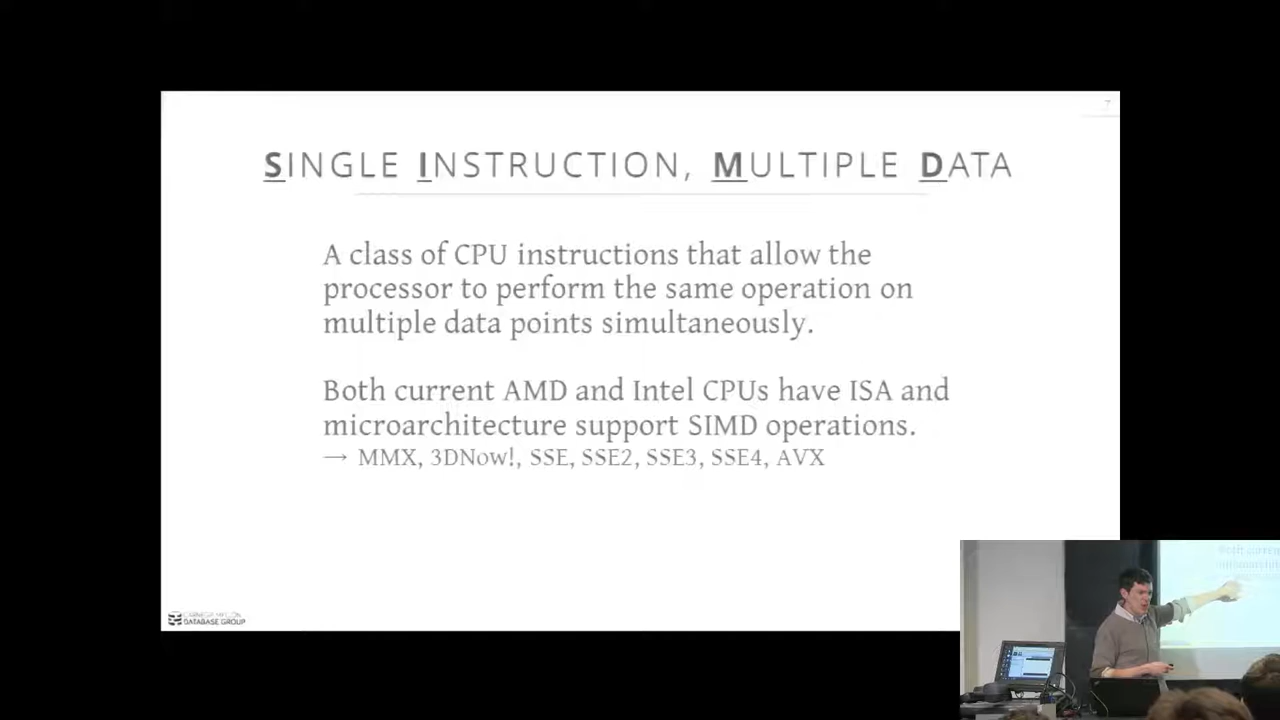 7
SINGLE INSTRUCTION, MULTIPLE DATA
A class of CPU instructions that allow the
processor to perform the same operation on
multiple data points simultaneously.
Both current AMD and Intel CPUs have ISA and
microarchitecture support SIMD operations.
→ MMX, 3DNow!, SSE, SSE2, SSE3, SSE4, AVX
CARNEGIE MELLON
DATABASE GROUP